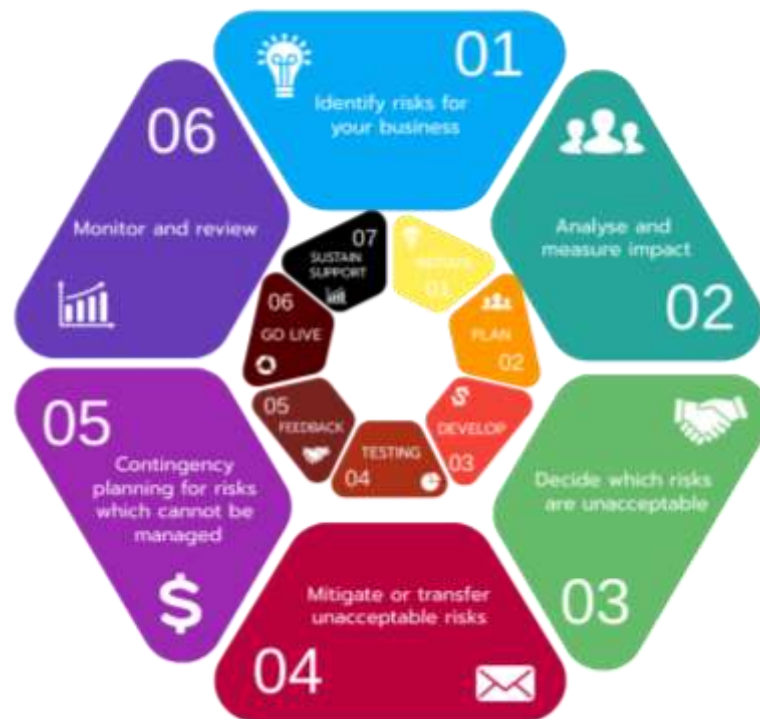 01
Identify risks for
your business
Analyse and
measure impact
02
Decide which risks
are unacceptable
03
Mitigate or transfer
unacceptable risks
04
05
Contingency
planning for risks
which cannot be
managed
06
Monitor and review
01
PLAN
02
DEVELOP
03
TESTING
04
05
FEEDBACK
06
GO LIVE
07
SUSTAIN
SUPPORT